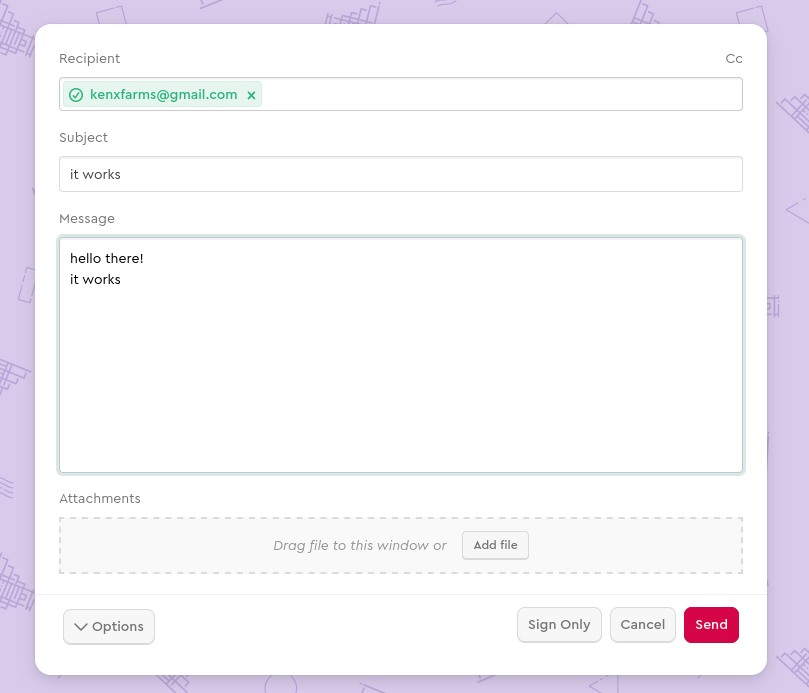 Recipient
Cc
kenxfarms@gmail.com ×
Subject
it works
Message
hello there!
it works
Attachments
Drag file to this window or Add file
Options Sign Only Cancel Send